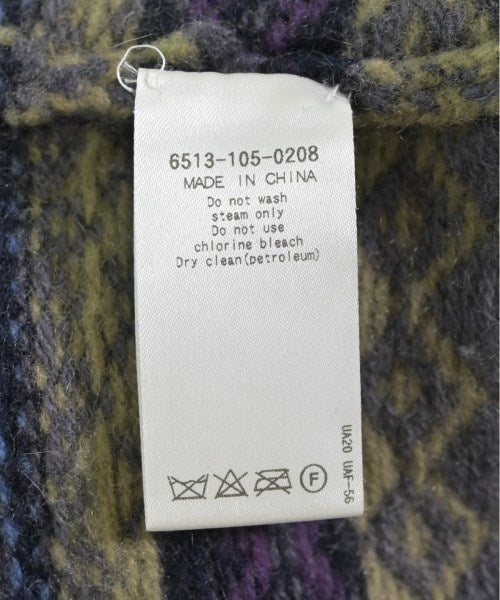 6513-105-0208
MADE IN CHINA
Do not wash
steam only
Do not use
chlorine bleach
Dry clean(petroleum)
UA20 UAF-56
F